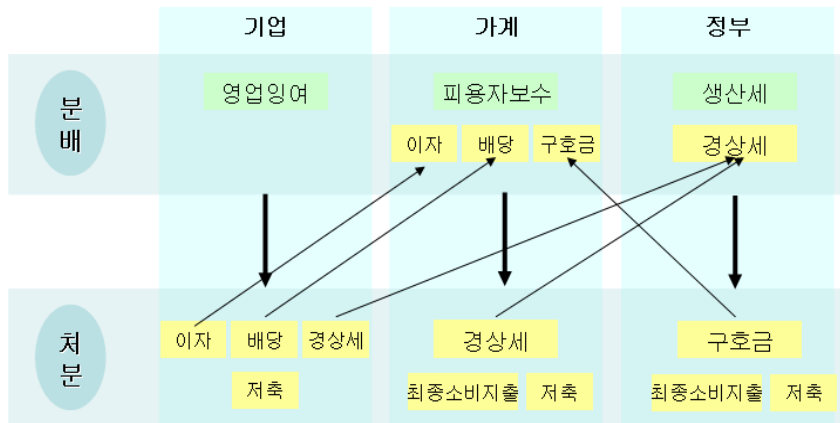 기업 가계 정부
분배
영업잉여 피용자보수 생산세
이자 배당 구호금 경상세
처분
이자 배당 경상세 경상세 구호금
저축 최종소비지출 저축 최종소비지출 저축